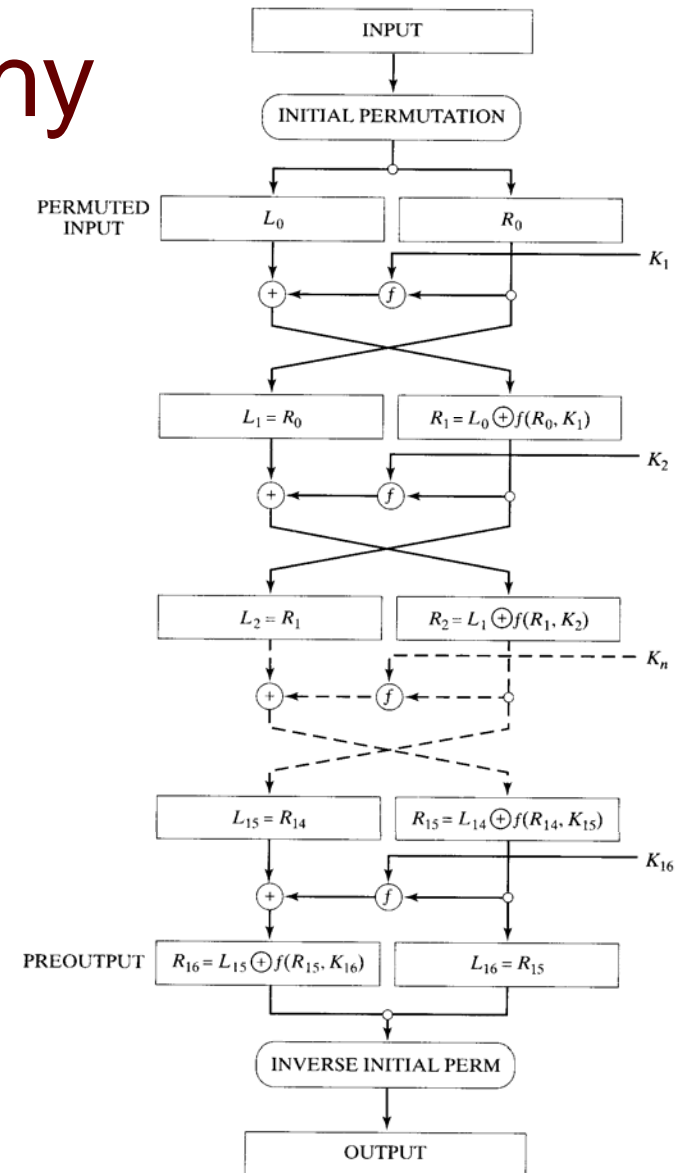 INPUT
ny
INITIAL PERMUTATION
PERMUTED
INPUT
L₀
R₀
K₁
+
f
L₁ = R₀
R₁ = L₀ ⊕ f(R₀, K₁)
K₂
+
f
L₂ = R₁
R₂ = L₁ ⊕ f(R₁, K₂)
Kₙ
+
f
L₁₅ = R₁₄
R₁₅ = L₁₄ ⊕ f(R₁₄, K₁₅)
K₁₆
+
f
PREOUTPUT
R₁₆ = L₁₅ ⊕ f(R₁₅, K₁₆)
L₁₆ = R₁₅
INVERSE INITIAL PERM
OUTPUT